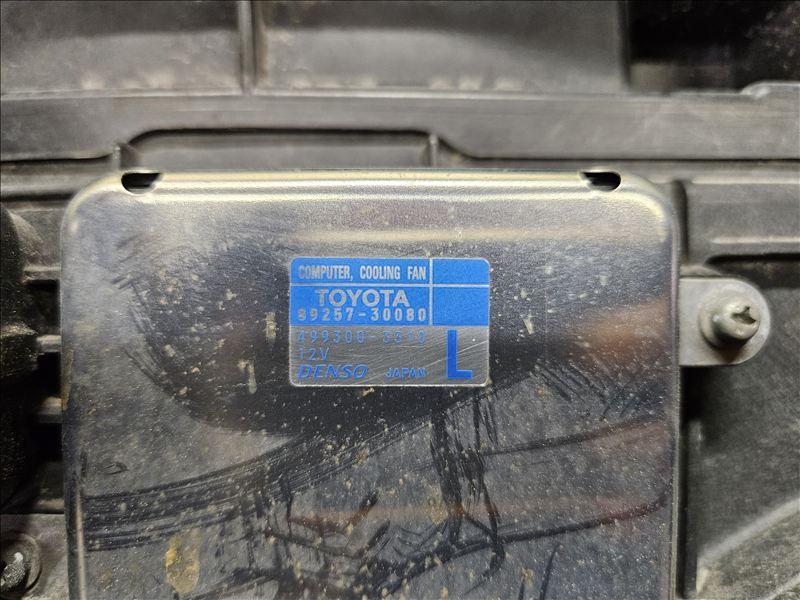 COMPUTER, COOLING FAN
TOYOTA
89257-30080
12V
DENSO JAPAN L